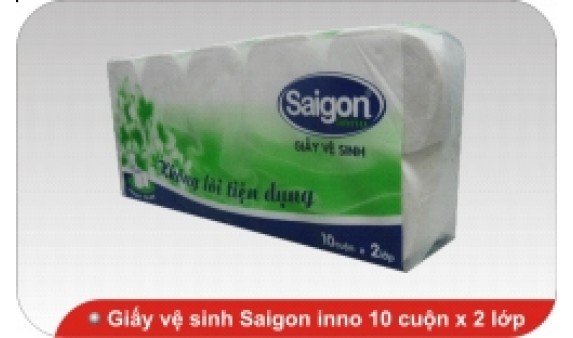 Saigon
GIẤY VỆ SINH
Không lõi tiện dụng
10 cuộn x 2 lớp
Giấy vệ sinh Saigon inno 10 cuộn x 2 lớp